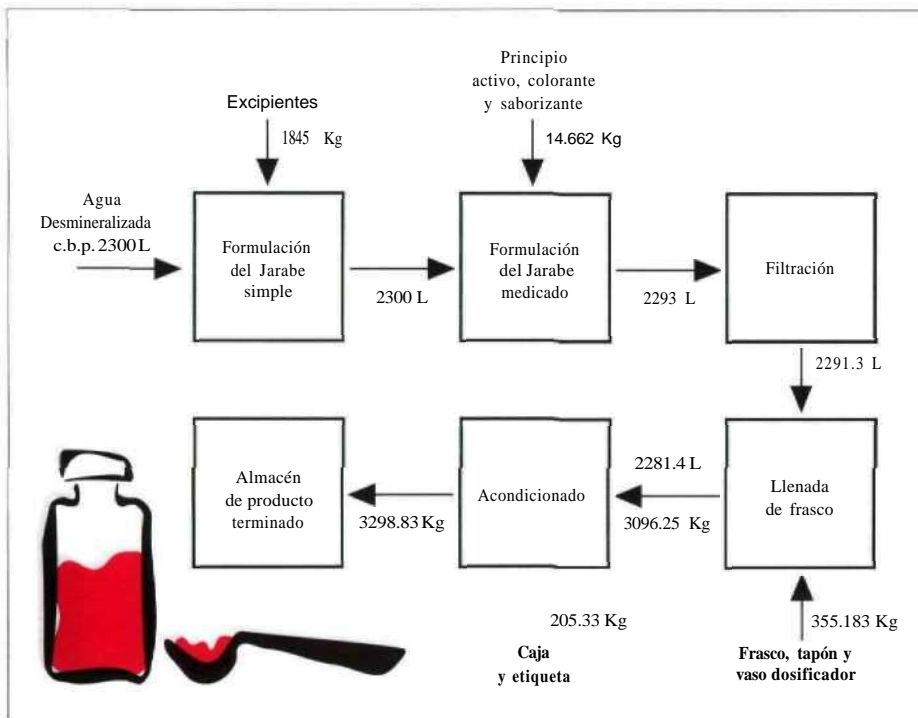 Principio
activo, colorante
y saborizante
Excipientes
1845 Kg
14.662 Kg
Agua
Desmineralizada
c.b.p. 2300 L
Formulación
del Jarabe
simple
2300 L
Formulación
del Jarabe
medicado
2293 L
Filtración
2291.3 L
Almacén
de producto
terminado
3298.83 Kg
Acondicionado
2281.4 L
3096.25 Kg
Llenada
de frasco
205.33 Kg
355.183 Kg
Caja
y etiqueta
Frasco, tapón y
vaso dosificador